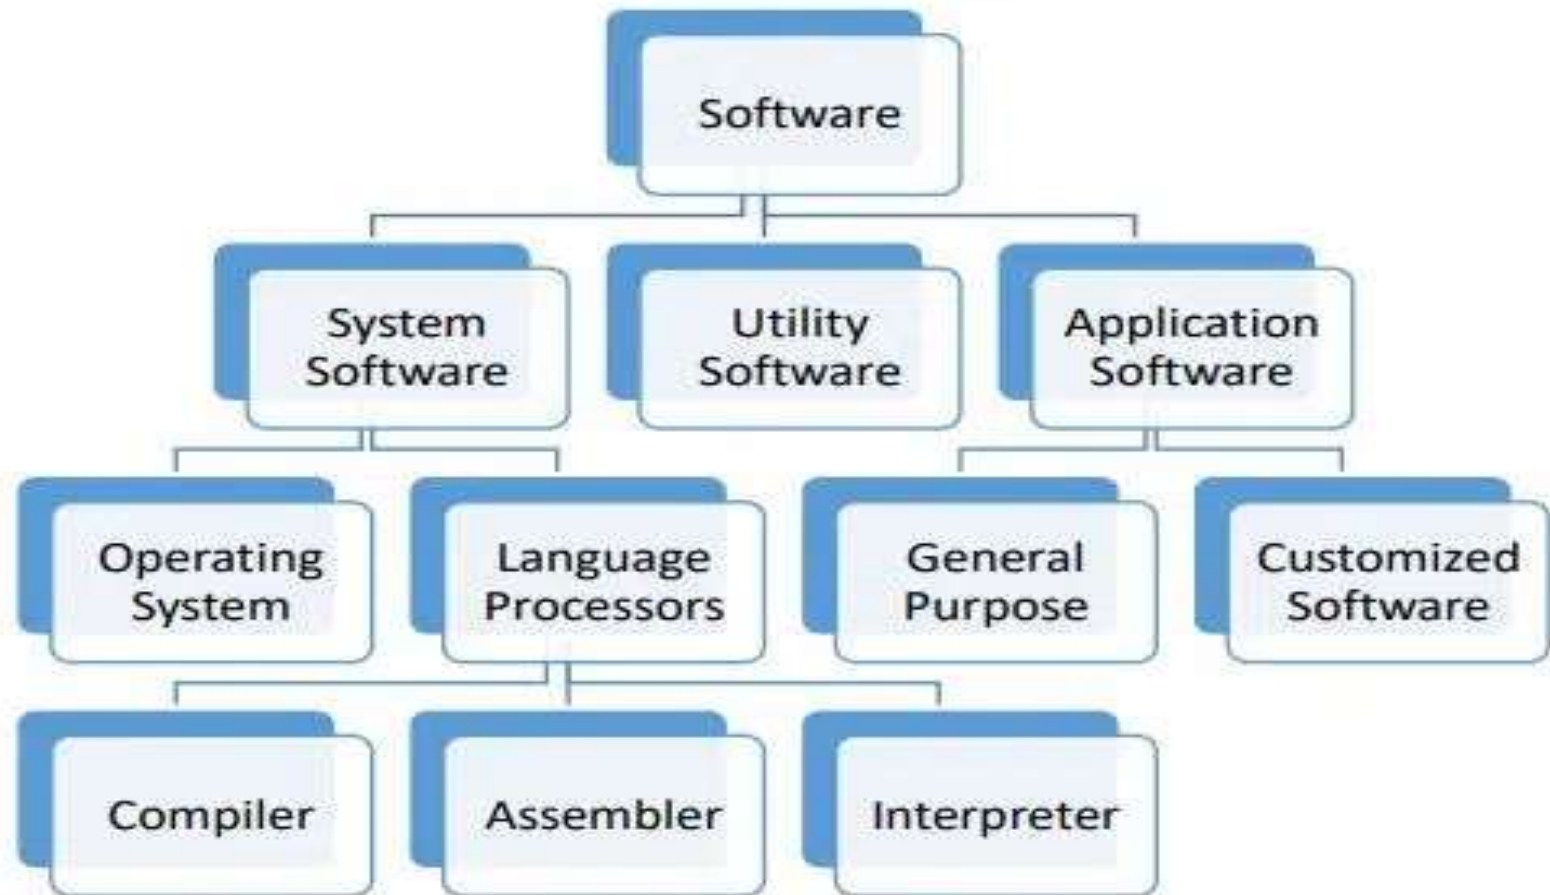 Software
System
Software
Utility
Software
Application
Software
Operating
System
Language
Processors
General
Purpose
Customized
Software
Compiler
Assembler
Interpreter